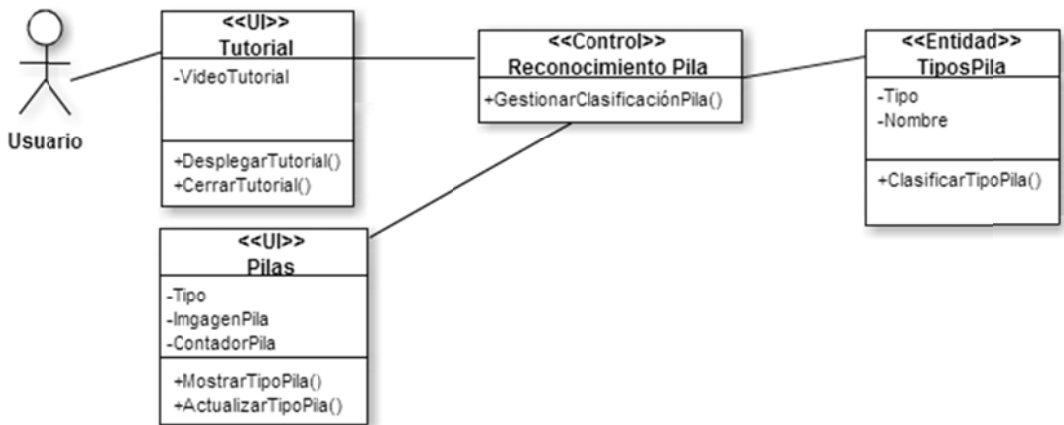 Usuario
<<UI>>
Tutorial
-VideoTutorial
+DesplegarTutorial()
+CerrarTutorial()
<<Control>>
Reconocimiento Pila
+GestionarClasificaciónPila()
<<Entidad>>
TiposPila
-Tipo
-Nombre
+ClasificarTipoPila()
<<UI>>
Pilas
-Tipo
-ImgagenPila
-ContadorPila
+MostrarTipoPila()
+ActualizarTipoPia()